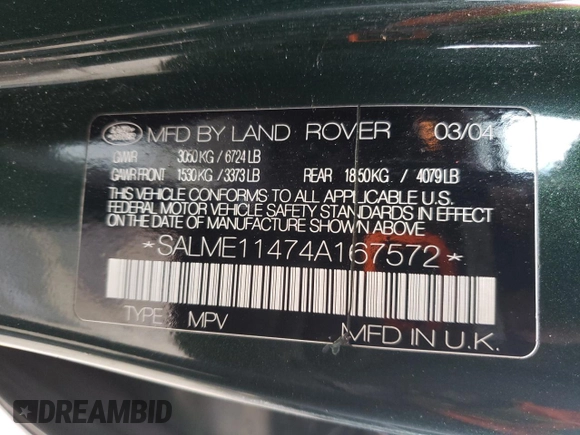 LAND ROVER
MFD BY LAND ROVER 03/04
GVWR 3050 KG / 6724 LB
GAWR FRONT 1530 KG / 3373 LB REAR 1850 KG / 4079 LB
THIS VEHICLE CONFORMS TO ALL APPLICABLE U.S.
FEDERAL MOTOR VEHICLE SAFETY STANDARDS IN EFFECT
ON THE DATE OF MANUFACTURE SHOWN ABOVE
*SALME11474A167572*
TYPE MPV MFD IN U.K.
DREAMBID